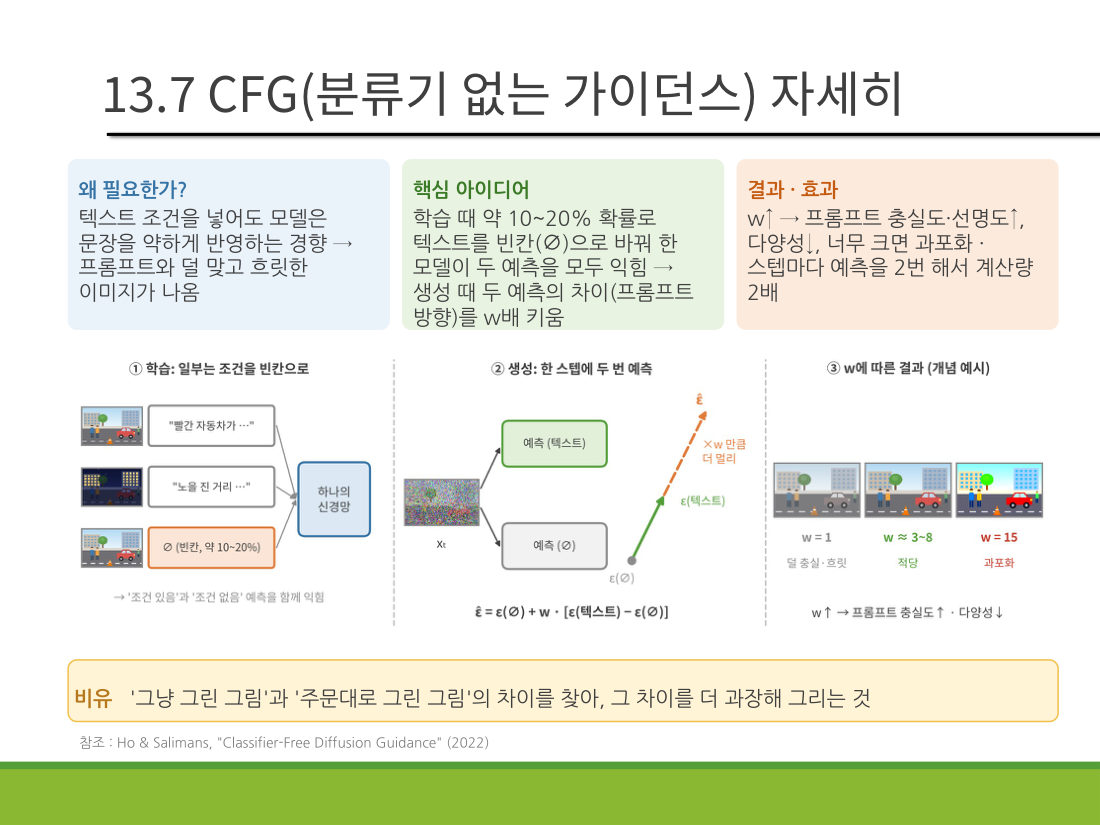 13.7 CFG(분류기 없는 가이던스) 자세히
왜 필요한가?
텍스트 조건을 넣어도 모델은
문장을 약하게 반영하는 경향 →
프롬프트와 덜 맞고 흐릿한
이미지가 나옴
핵심 아이디어
학습 때 약 10~20% 확률로
텍스트를 빈칸(∅)으로 바꿔 한
모델이 두 예측을 모두 익힘 →
생성 때 두 예측의 차이(프롬프트
방향)를 w배 키움
결과 · 효과
w↑ → 프롬프트 충실도·선명도↑,
다양성↓, 너무 크면 과포화 ·
스텝마다 예측을 2번 해서 계산량
2배
① 학습: 일부는 조건을 빈칸으로
"빨간 자동차가 ···"
"노을 진 거리 ···"
∅ (빈칸, 약 10~20%)
하나의
신경망
→ '조건 있음'과 '조건 없음' 예측을 함께 익힘
② 생성: 한 스텝에 두 번 예측
xₜ
예측 (텍스트)
예측 (∅)
ε̂
×w 만큼
더 멀리
ε(텍스트)
ε(∅)
ε̂ = ε(∅) + w · [ε(텍스트) − ε(∅)]
③ w에 따른 결과 (개념 예시)
w = 1
덜 충실·흐릿
w ≈ 3~8
적당
w = 15
과포화
w↑ → 프롬프트 충실도↑ · 다양성↓
비유 '그냥 그린 그림'과 '주문대로 그린 그림'의 차이를 찾아, 그 차이를 더 과장해 그리는 것
참조 : Ho & Salimans, "Classifier-Free Diffusion Guidance" (2022)